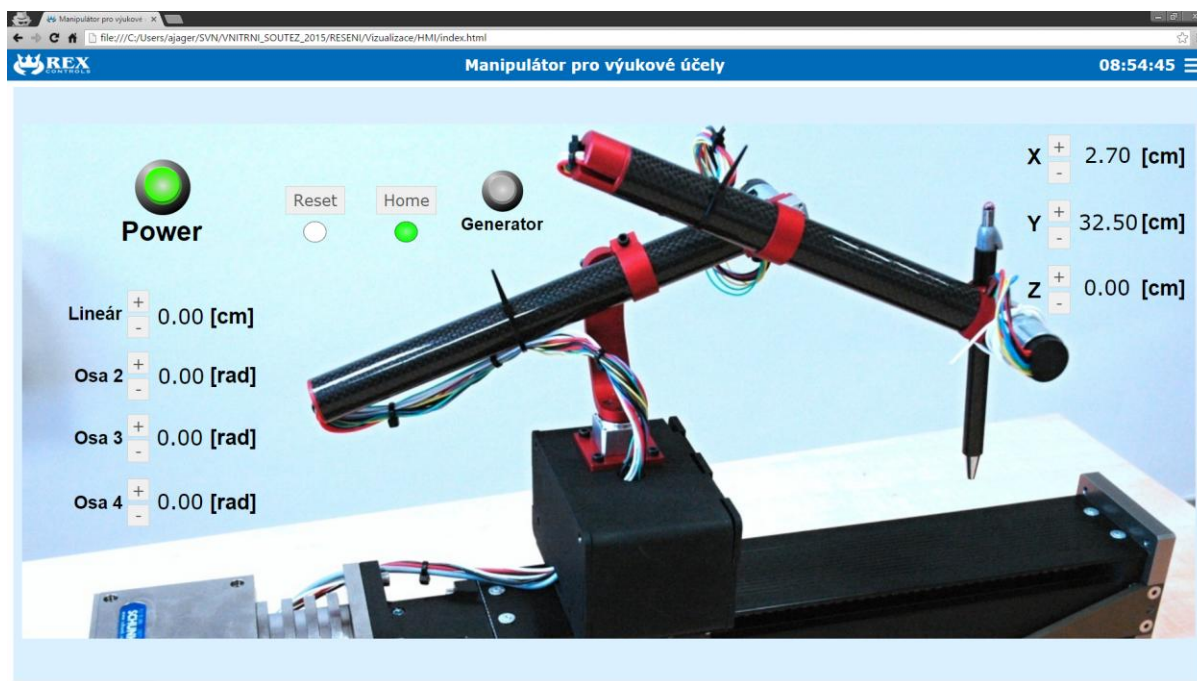 Manipulátor pro výukové
file:///C:/Users/ajager/SVN/VNITRNI_SOUTEZ_2015/RESENI/Vizualizace/HMI/index.html
REX
CONTROLS
Manipulátor pro výukové účely
08:54:45
Power
Reset
Home
Generator
X + - 2.70 [cm]
Y + - 32.50 [cm]
Z + - 0.00 [cm]
Lineár + - 0.00 [cm]
Osa 2 + - 0.00 [rad]
Osa 3 + - 0.00 [rad]
Osa 4 + - 0.00 [rad]